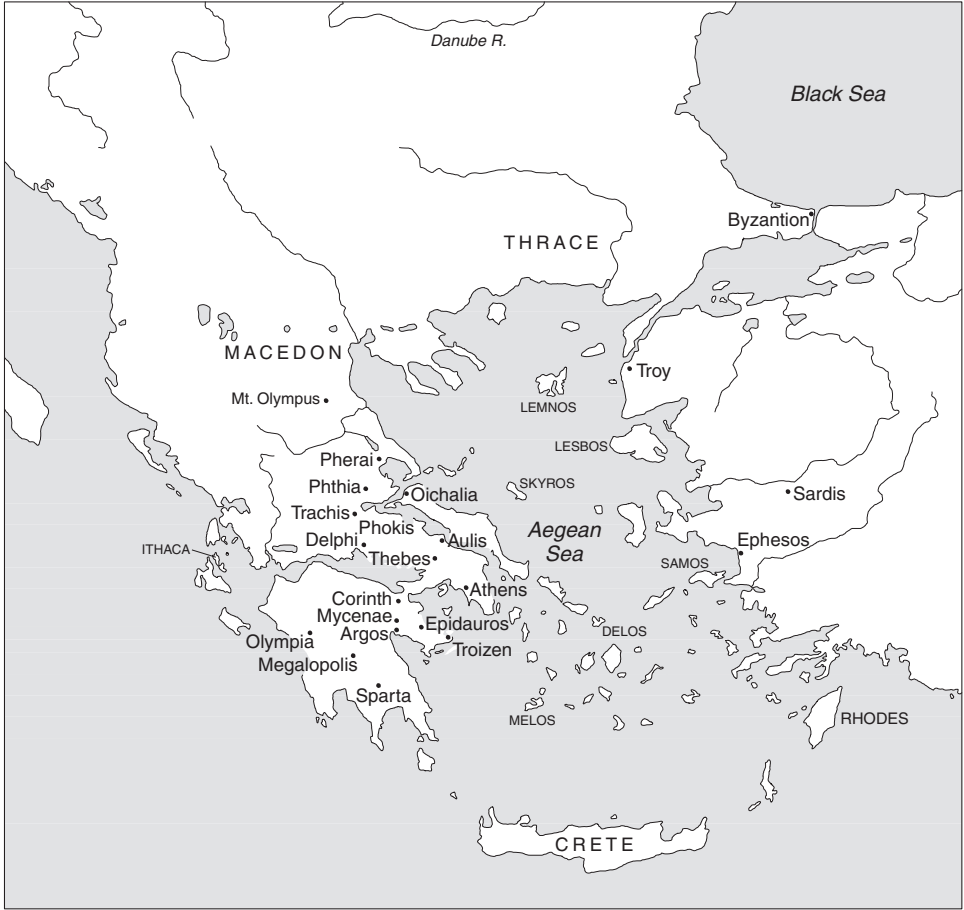 Danube R.
Black Sea
Byzantion
THRACE
MACEDON
Troy
Mt. Olympus
LEMNOS
LESBOS
Pherai
SKYROS
Phthia
Oichalia
Sardis
Trachis
Phokis
Aegean
Sea
Delphi
Aulis
Ephesos
ITHACA
Thebes
SAMOS
Athens
Corinth
Mycenae
Epidauros
Argos
DELOS
Olympia
Troizen
Megalopolis
Sparta
MELOS
RHODES
CRETE